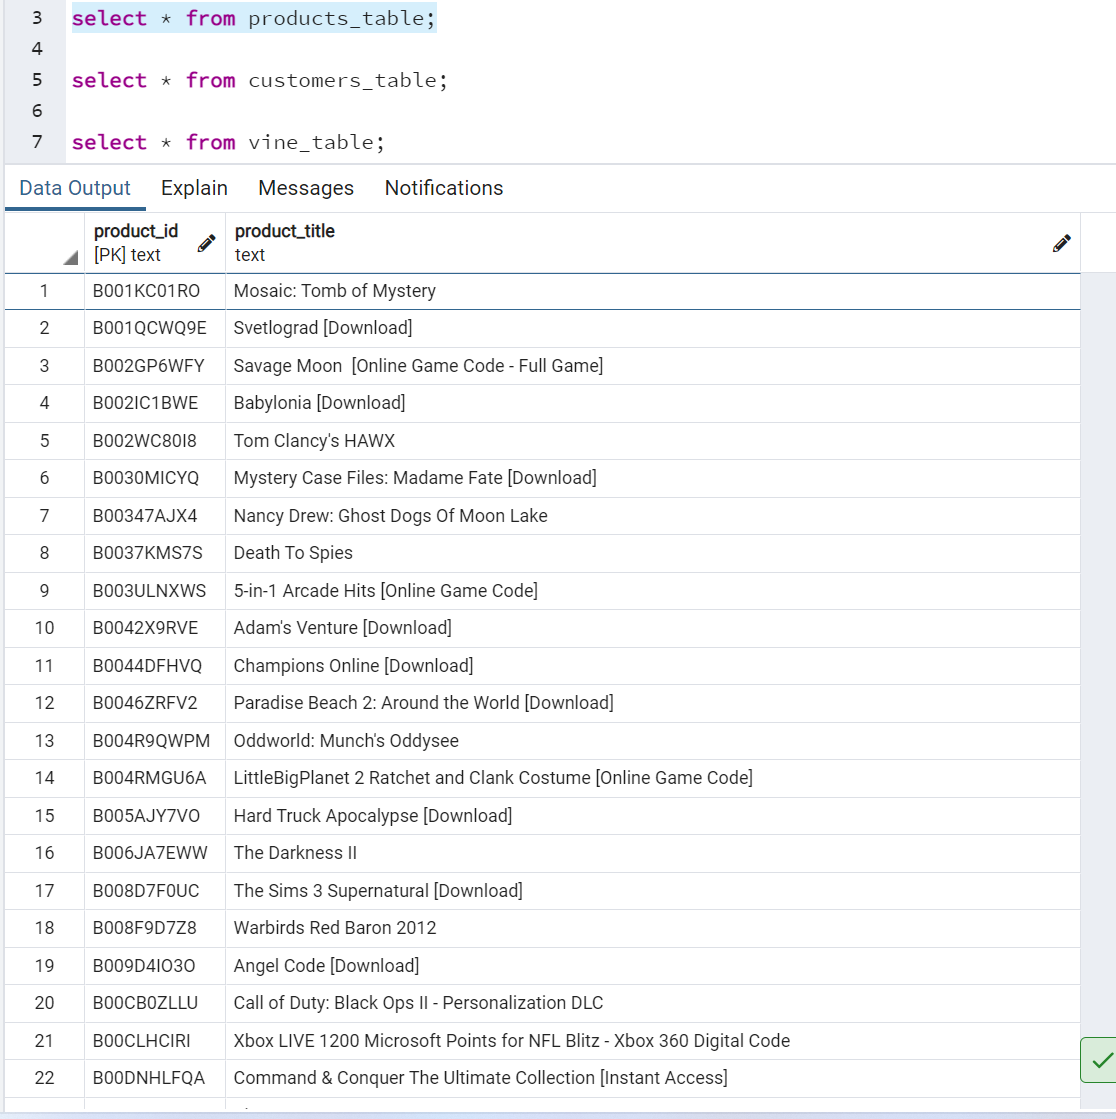 3 select * from products_table;
4
5 select * from customers_table;
6
7 select * from vine_table;
Data Output Explain Messages Notifications
product_id product_title
[PK] text text
1 B001KC01RO Mosaic: Tomb of Mystery
2 B001QCWQ9E Svetlograd [Download]
3 B002GP6WFY Savage Moon  [Online Game Code - Full Game]
4 B002IC1BWE Babylonia [Download]
5 B002WC80I8 Tom Clancy's HAWX
6 B0030MICYQ Mystery Case Files: Madame Fate [Download]
7 B00347AJX4 Nancy Drew: Ghost Dogs Of Moon Lake
8 B0037KMS7S Death To Spies
9 B003ULNXWS 5-in-1 Arcade Hits [Online Game Code]
10 B0042X9RVE Adam's Venture [Download]
11 B0044DFHVQ Champions Online [Download]
12 B0046ZRFV2 Paradise Beach 2: Around the World [Download]
13 B004R9QWPM Oddworld: Munch's Oddysee
14 B004RMGU6A LittleBigPlanet 2 Ratchet and Clank Costume [Online Game Code]
15 B005AJY7VO Hard Truck Apocalypse [Download]
16 B006JA7EWW The Darkness II
17 B008D7F0UC The Sims 3 Supernatural [Download]
18 B008F9D7Z8 Warbirds Red Baron 2012
19 B009D4IO3O Angel Code [Download]
20 B00CB0ZLLU Call of Duty: Black Ops II - Personalization DLC
21 B00CLHCIRI Xbox LIVE 1200 Microsoft Points for NFL Blitz - Xbox 360 Digital Code
22 B00DNHLFQA Command & Conquer The Ultimate Collection [Instant Access]